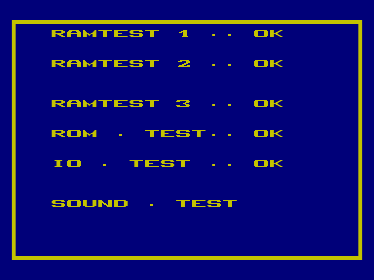 RAMTEST 1 .. OK
RAMTEST 2 .. OK
RAMTEST 3 .. OK
ROM . TEST.. OK
IO . TEST .. OK
SOUND . TEST